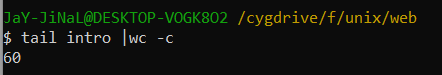 JaY-JiNaL@DESKTOP-VOGK8O2 /cygdrive/f/unix/web
$ tail intro |wc -c
60